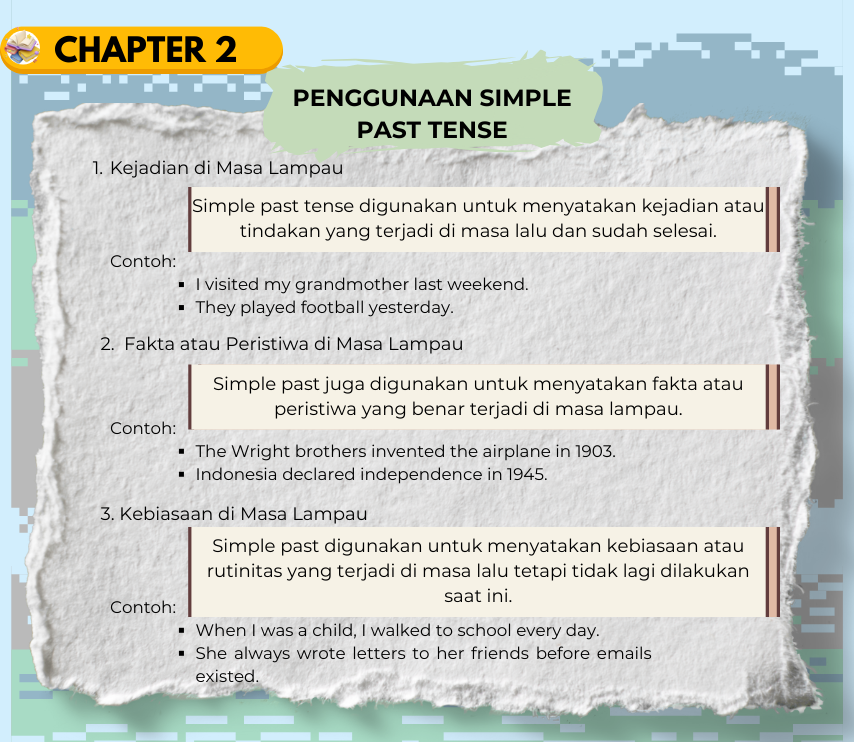 CHAPTER 2
PENGGUNAAN SIMPLE
PAST TENSE
1. Kejadian di Masa Lampau
Simple past tense digunakan untuk menyatakan kejadian atau
tindakan yang terjadi di masa lalu dan sudah selesai.
Contoh:
▪ I visited my grandmother last weekend.
▪ They played football yesterday.
2. Fakta atau Peristiwa di Masa Lampau
Simple past juga digunakan untuk menyatakan fakta atau
peristiwa yang benar terjadi di masa lampau.
Contoh:
▪ The Wright brothers invented the airplane in 1903.
▪ Indonesia declared independence in 1945.
3. Kebiasaan di Masa Lampau
Simple past digunakan untuk menyatakan kebiasaan atau
rutinitas yang terjadi di masa lalu tetapi tidak lagi dilakukan
saat ini.
Contoh:
▪ When I was a child, I walked to school every day.
▪ She always wrote letters to her friends before emails
existed.